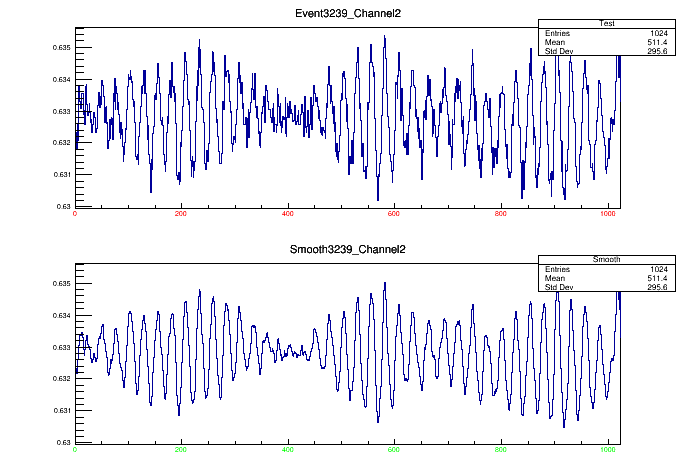 Event3239_Channel2
Test
Entries 1024
Mean 511.4
Std Dev 295.6
0.635
0.634
0.633
0.632
0.631
0.63
0 200 400 600 800 1000
Smooth3239_Channel2
Smooth
Entries 1024
Mean 511.4
Std Dev 295.6
0.635
0.634
0.633
0.632
0.631
0.63
0 200 400 600 800 1000